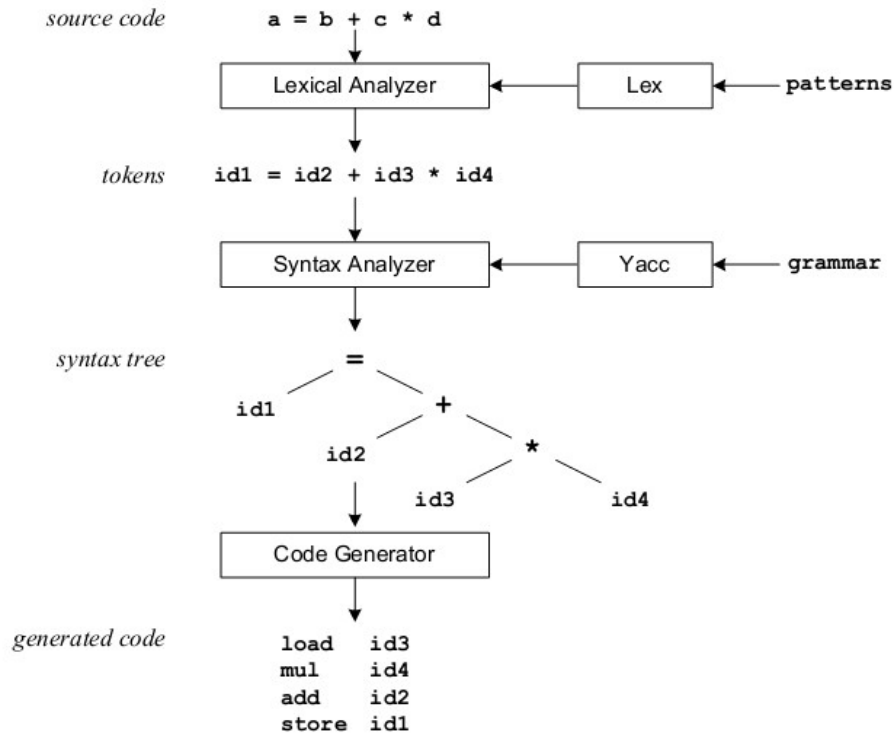 source code a = b + c * d
Lexical Analyzer Lex patterns
tokens id1 = id2 + id3 * id4
Syntax Analyzer Yacc grammar
syntax tree =
id1 +
id2 *
id3 id4
Code Generator
generated code load id3
mul id4
add id2
store id1